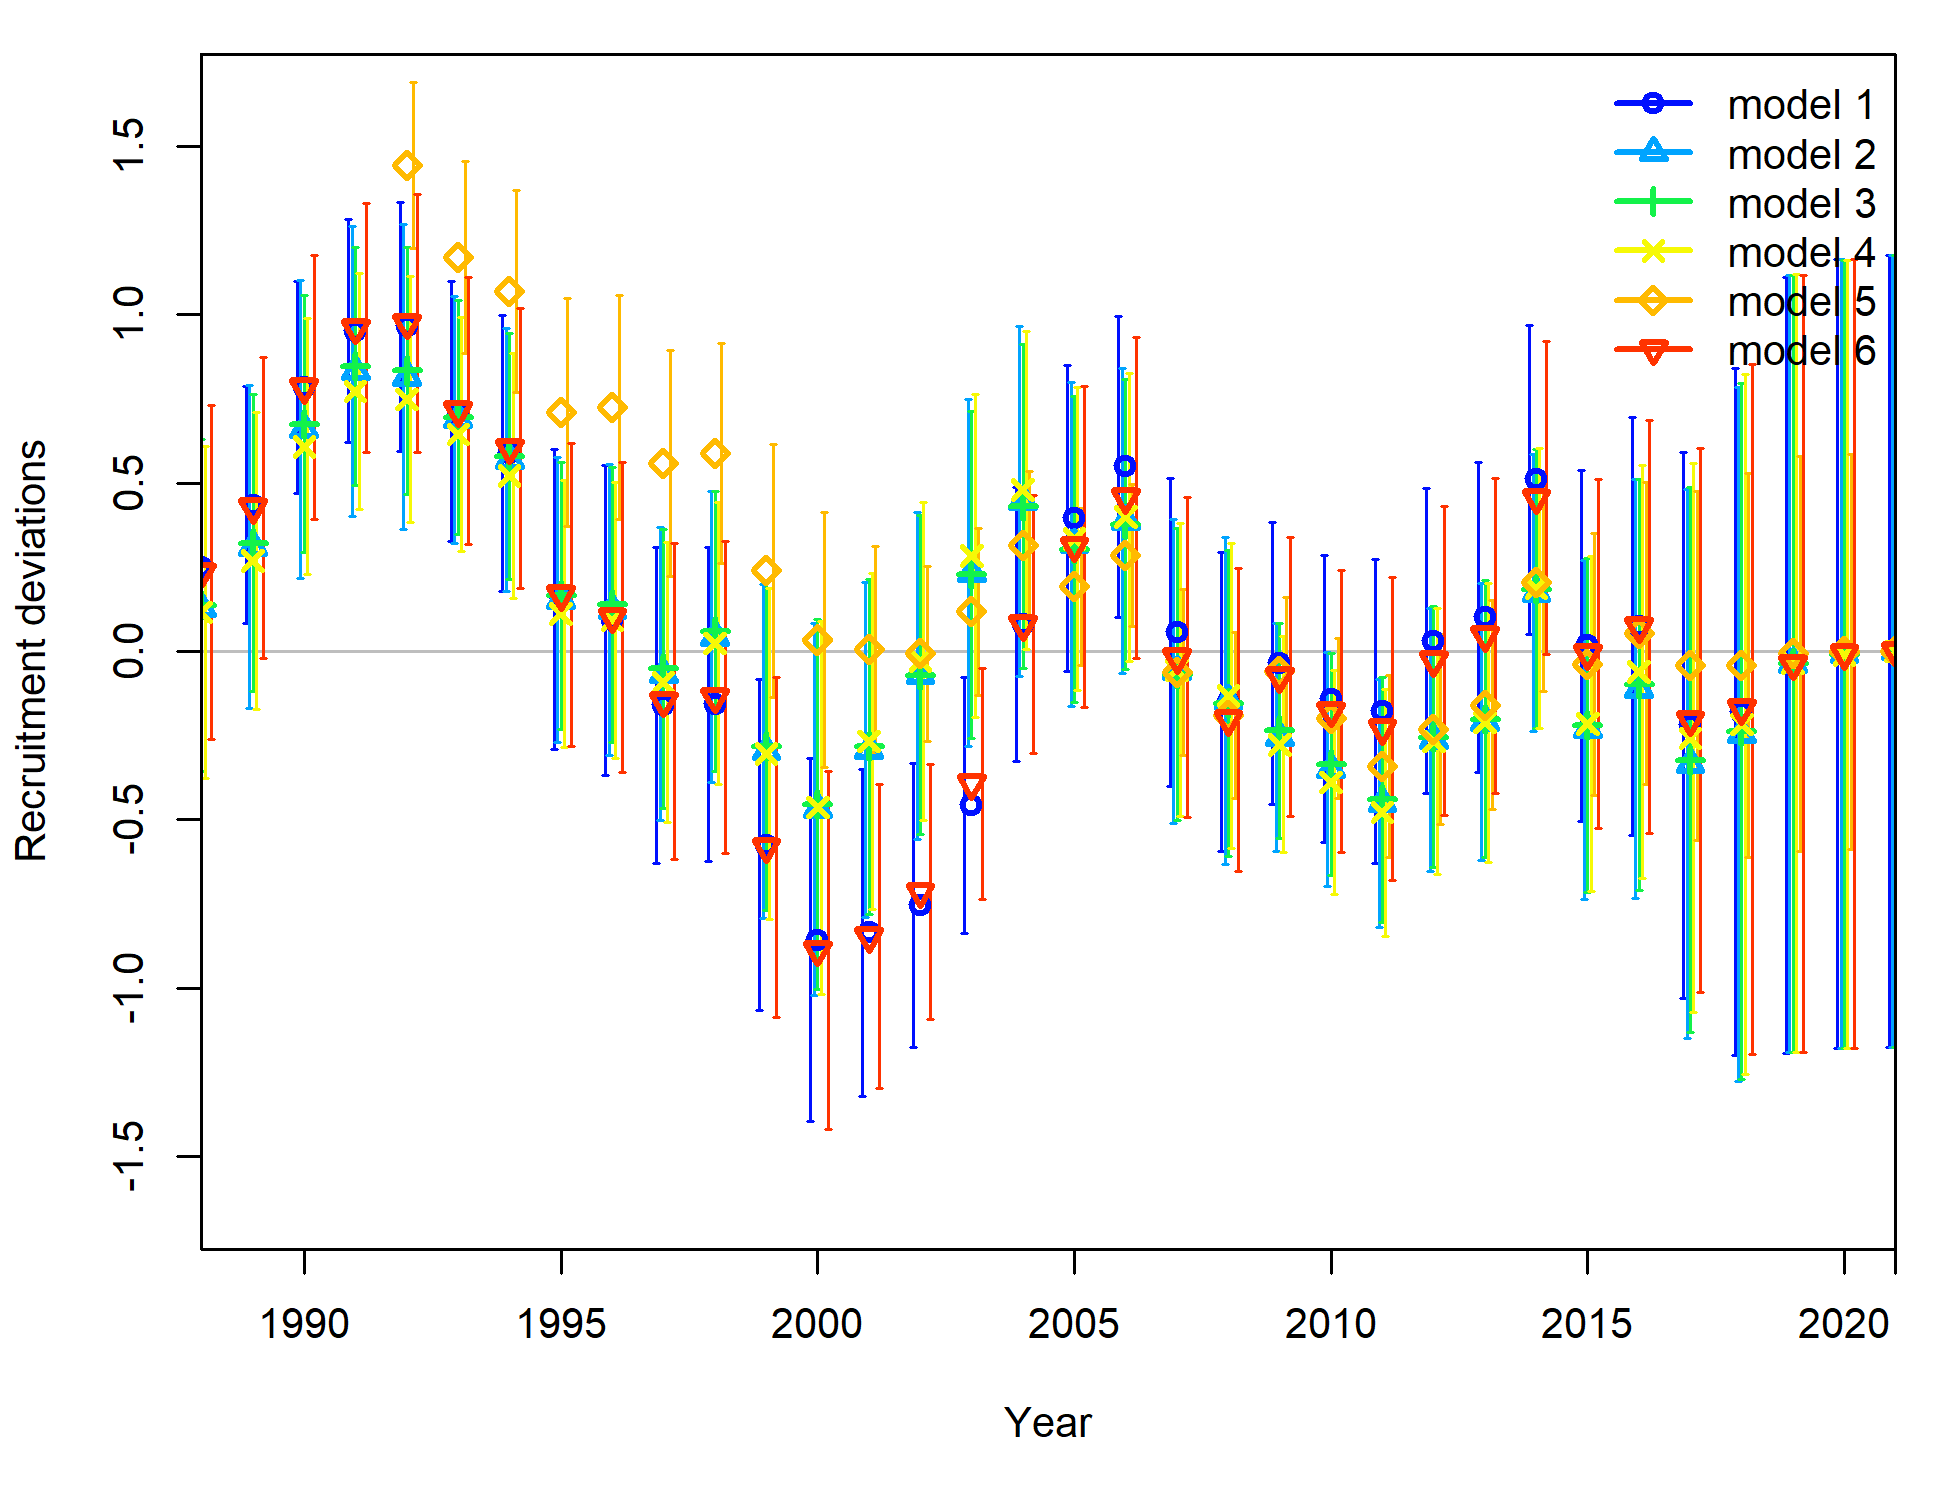 Recruitment deviations
1.5
1.0
0.5
0.0
-0.5
-1.0
-1.5
model 1
model 2
model 3
model 4
model 5
model 6
1990 1995 2000 2005 2010 2015 2020
Year